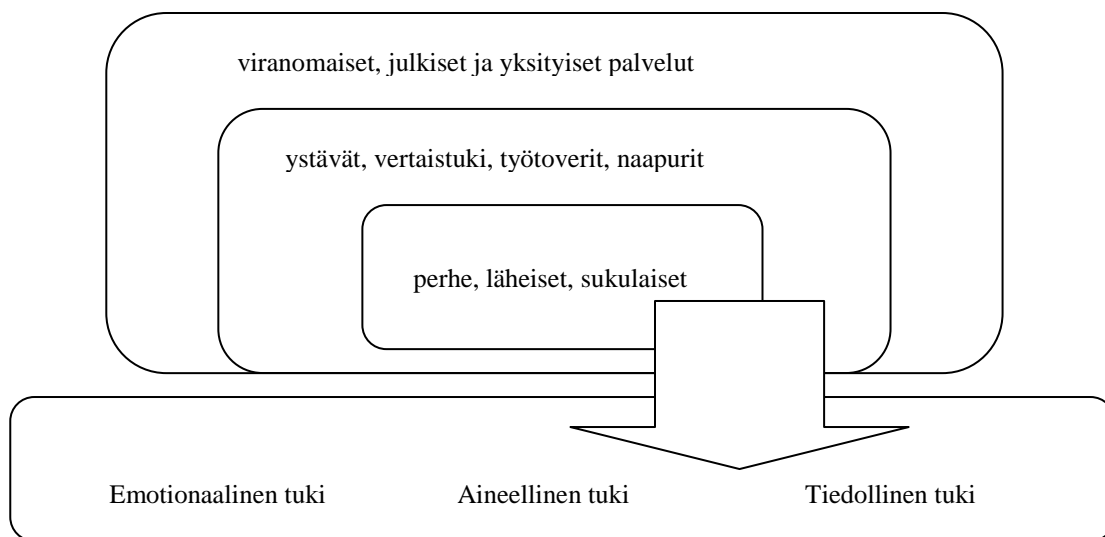 viranomaiset, julkiset ja yksityiset palvelut
ystävät, vertaistuki, työtoverit, naapurit
perhe, läheiset, sukulaiset
Emotionaalinen tuki Aineellinen tuki Tiedollinen tuki